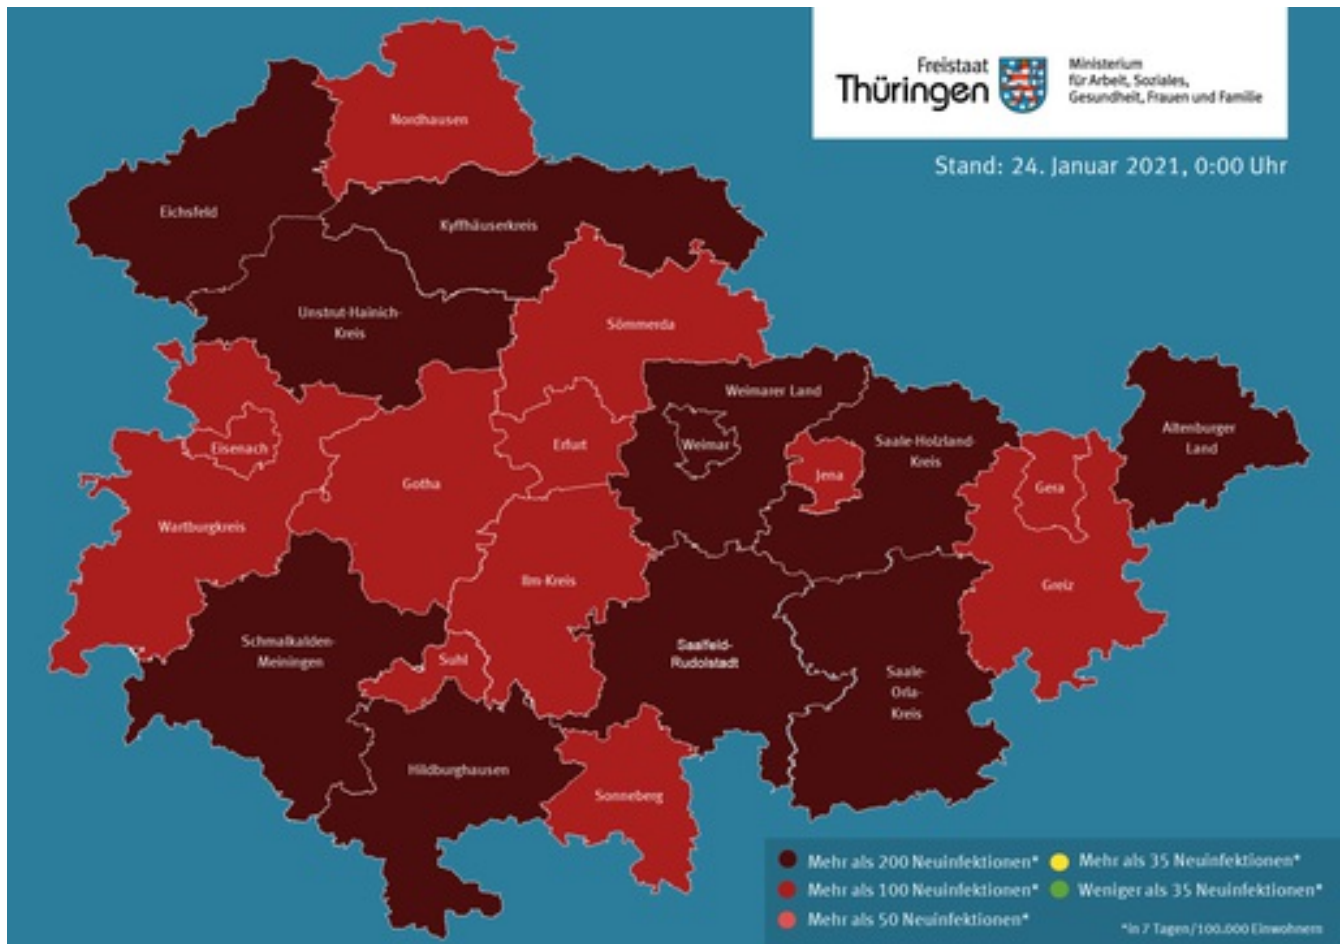 Freistaat
Thüringen
Ministerium
für Arbeit, Soziales,
Gesundheit, Frauen und Familie
Stand: 24. Januar 2021, 0:00 Uhr
Nordhausen
Eichsfeld
Kyffhäuserkreis
Unstrut-Hainich-
Kreis
Sömmerda
Weimarer Land
Altenburger
Land
Eisenach
Erfurt
Weimar
Saale-Holzland-
Kreis
Jena
Gotha
Gera
Wartburgkreis
Ilm-Kreis
Greiz
Schmalkalden-
Meiningen
Suhl
Saalfeld-
Rudolstadt
Saale-
Orla-
Kreis
Hildburghausen
Sonneberg
Mehr als 200 Neuinfektionen*
Mehr als 100 Neuinfektionen*
Mehr als 50 Neuinfektionen*
Mehr als 35 Neuinfektionen*
Weniger als 35 Neuinfektionen*
*in 7 Tagen/100.000 Einwohnern